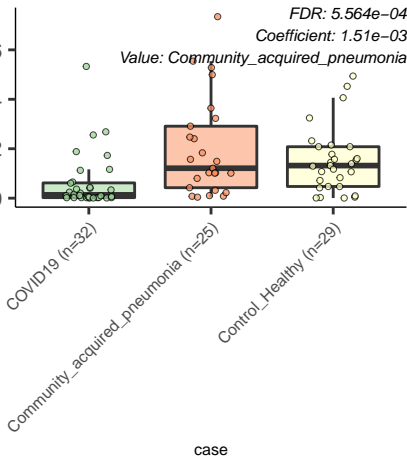 FDR: 5.564e−04
Coefficient: 1.51e−03
Value: Community_acquired_pneumonia
COVID19 (n=32)
Community_acquired_pneumonia (n=25)
Control_Healthy (n=29)
case